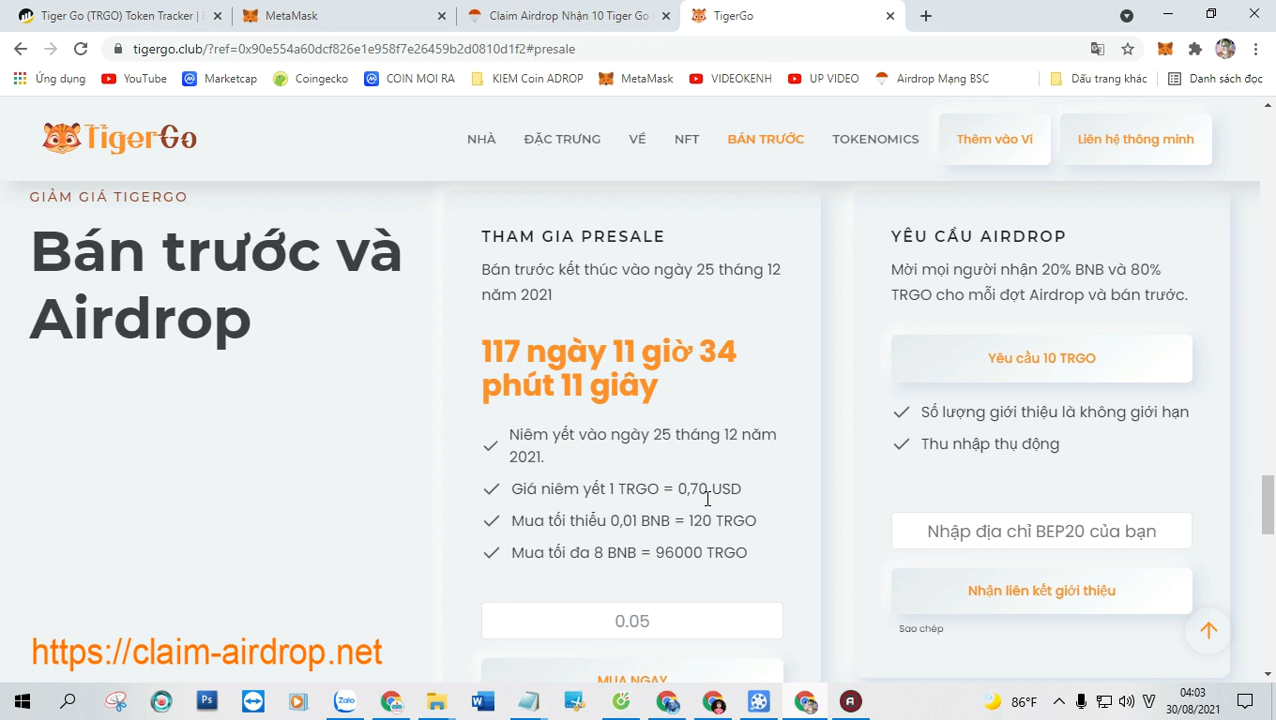 Tiger Go (TRGO) Token Tracker |
MetaMask
Claim Airdrop Nhận 10 Tiger Go c
TigerGo
tigergo.club/?ref=0x90e554a60dcf826e1e958f7e26459b2d0810d1f2#presale
Ứng dụng
YouTube
Marketcap
Coingecko
COIN MOI RA
KIEM Coin ADROP
MetaMask
VIDEOKENH
UP VIDEO
Airdrop Mạng BSC
Dấu trang khác
Danh sách đọc
TigerGo
NHÀ
ĐẶC TRƯNG
VỀ
NFT
BÁN TRƯỚC
TOKENOMICS
Thêm vào Ví
Liên hệ thông minh
GIẢM GIÁ TIGERGO
Bán trước và
Airdrop
THAM GIA PRESALE
Bán trước kết thúc vào ngày 25 tháng 12
năm 2021
117 ngày 11 giờ 34
phút 11 giây
Niêm yết vào ngày 25 tháng 12 năm
2021.
Giá niêm yết 1 TRGO = 0,70 USD
Mua tối thiểu 0,01 BNB = 120 TRGO
Mua tối đa 8 BNB = 96000 TRGO
0.05
MUA NGAY
YÊU CẦU AIRDROP
Mời mọi người nhận 20% BNB và 80%
TRGO cho mỗi đợt Airdrop và bán trước.
Yêu cầu 10 TRGO
Số lượng giới thiệu là không giới hạn
Thu nhập thụ động
Nhập địa chỉ BEP20 của bạn
Nhận liên kết giới thiệu
Sao chép
https://claim-airdrop.net
Zalo
86°F
04:03
30/08/2021